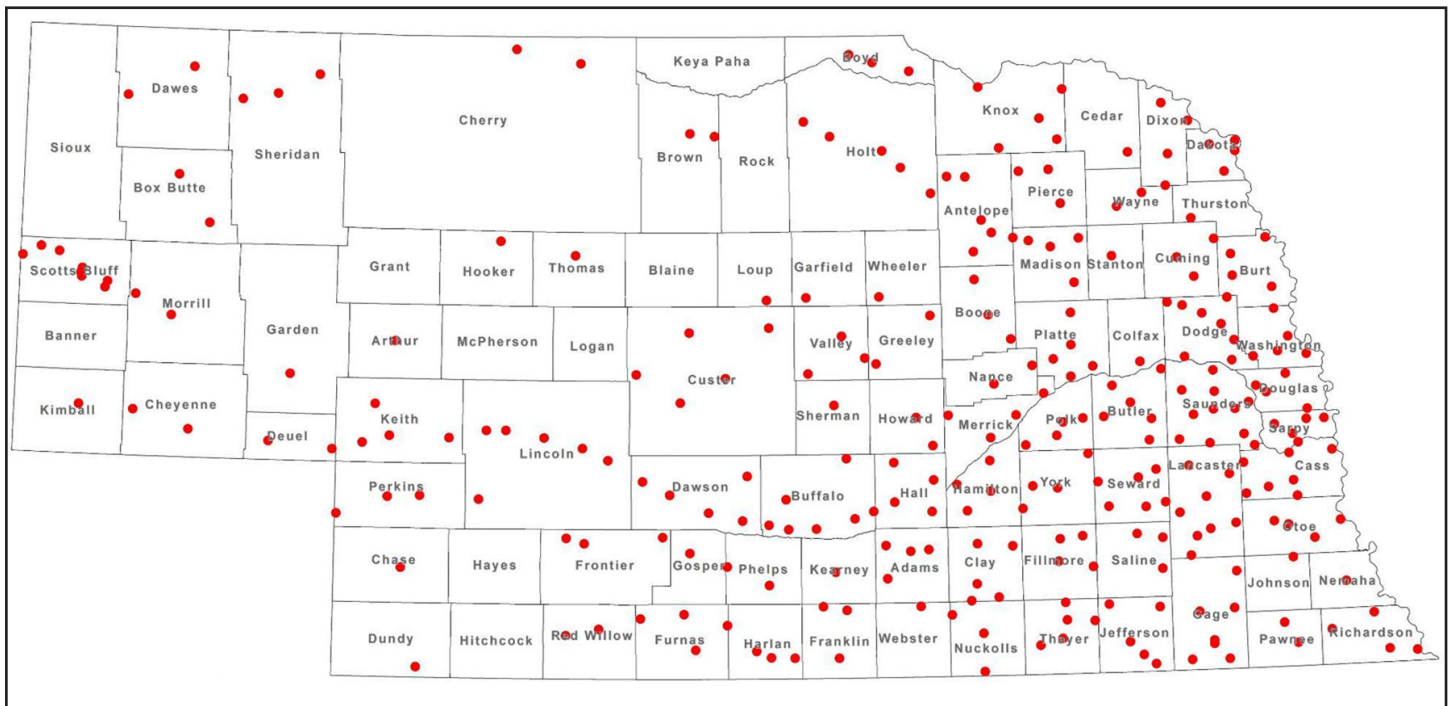 Keya Paha
Boyd
Dawes
Knox
Cedar
Dixon
Cherry
Sioux
Sheridan
Brown
Rock
Holt
Dakota
Box Butte
Pierce
Wayne
Thurston
Antelope
Scotts Bluff
Grant
Hooker
Thomas
Blaine
Loup
Garfield
Wheeler
Madison
Stanton
Cuming
Burt
Morrill
Garden
Banner
Arthur
McPherson
Logan
Valley
Greeley
Boone
Platte
Colfax
Dodge
Washington
Custer
Nance
Kimball
Cheyenne
Keith
Sherman
Howard
Merrick
Polk
Butler
Saunders
Douglas
Deuel
Lincoln
Sarpy
Perkins
Dawson
Buffalo
Hall
Hamilton
York
Seward
Lancaster
Cass
Otoe
Chase
Hayes
Frontier
Gosper
Phelps
Kearney
Adams
Clay
Fillmore
Saline
Johnson
Nemaha
Dundy
Hitchcock
Red Willow
Furnas
Harlan
Franklin
Webster
Nuckolls
Thayer
Jefferson
Gage
Pawnee
Richardson